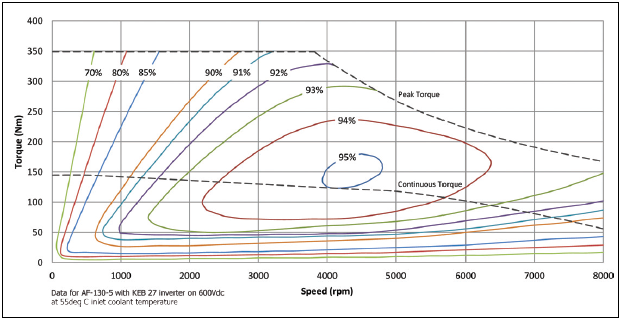 400
350
300
250
200
150
100
50
0
Torque (Nm)
70%
80%
85%
90%
91%
92%
93%
94%
95%
Peak Torque
Continuous Torque
0 1000 2000 3000 4000 5000 6000 7000 8000
Speed (rpm)
Data for AF-130-5 with KEB 27 inverter on 600Vdc
at 55deq C inlet coolant temperature